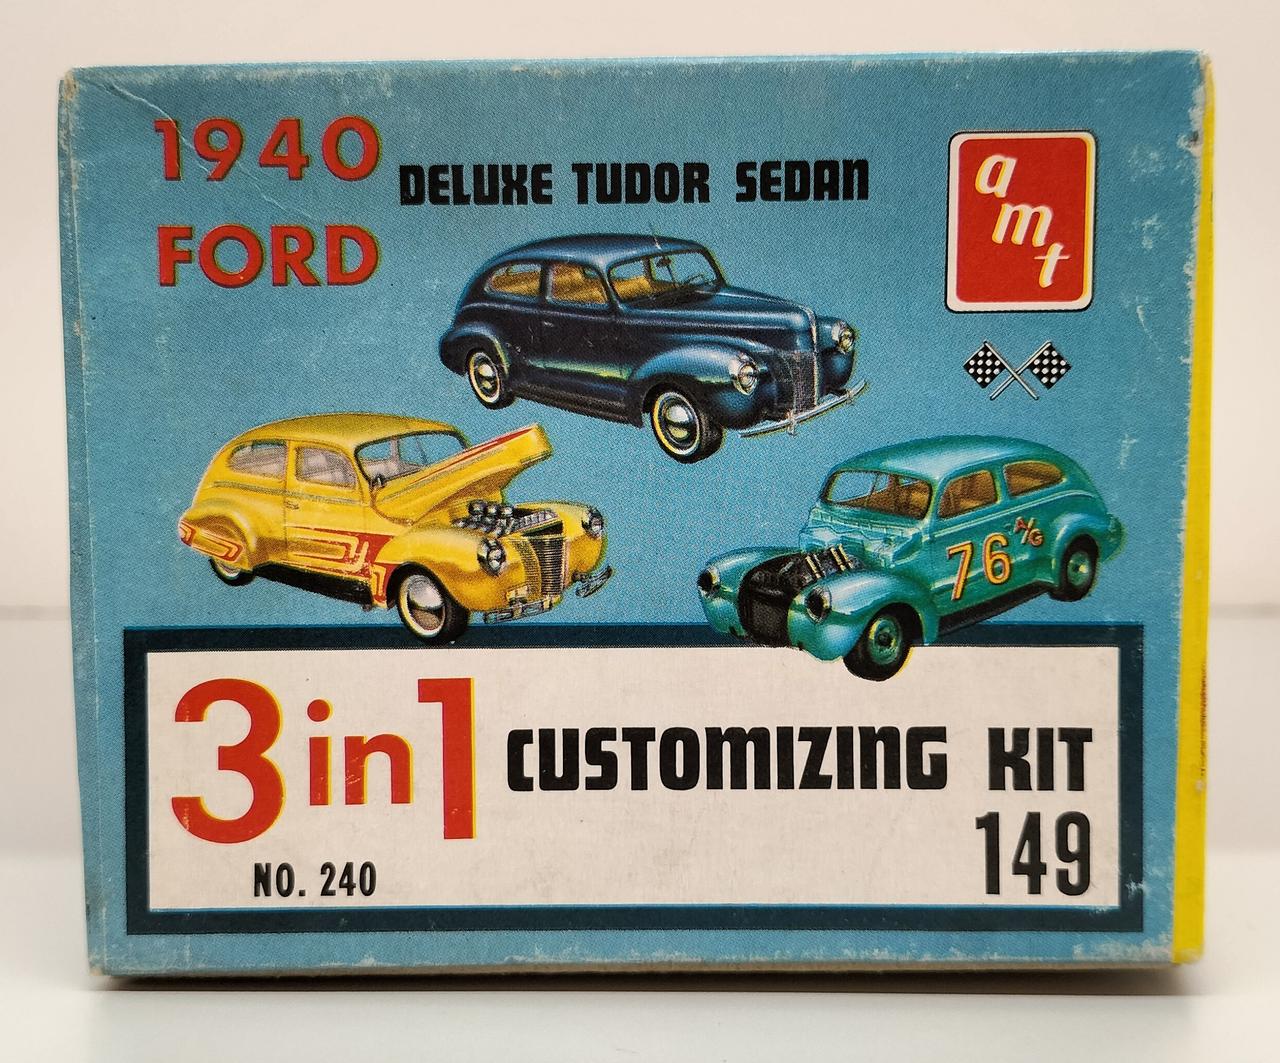 1940
FORD
DELUXE TUDOR SEDAN
amt
76 A/G
3 in 1 CUSTOMIZING KIT
149
NO. 240